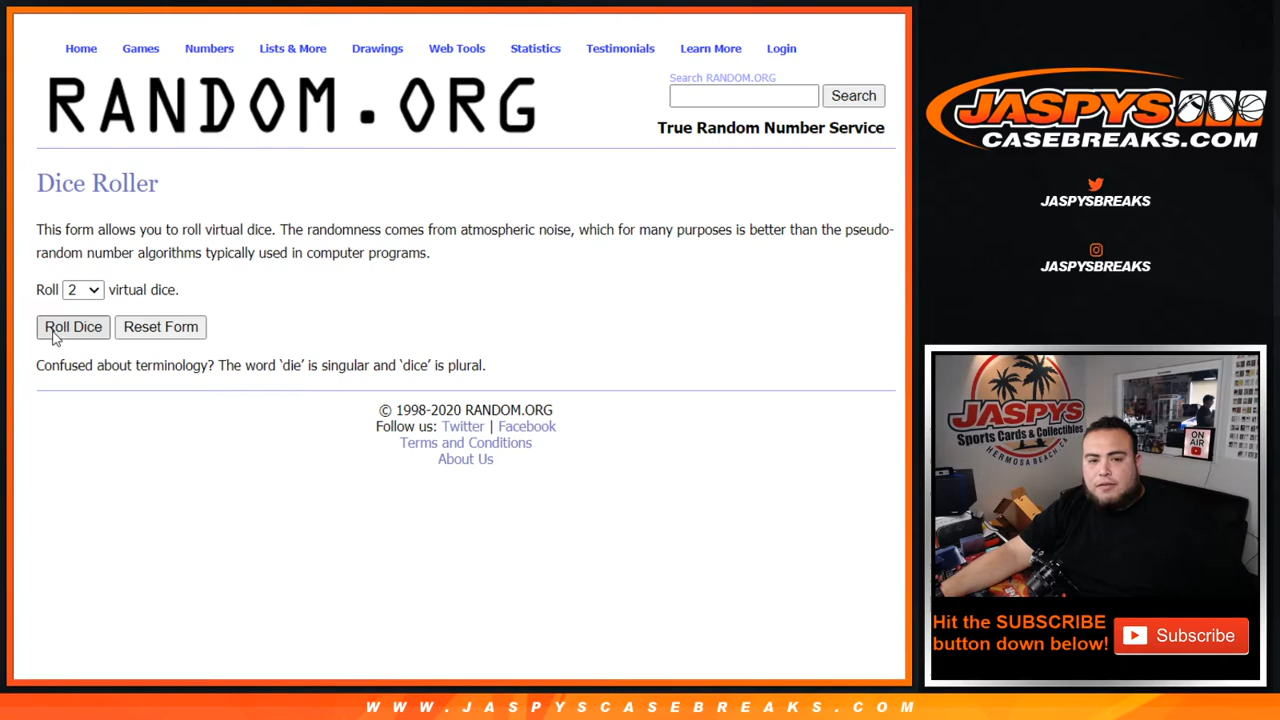 Home Games Numbers Lists & More Drawings Web Tools Statistics Testimonials Learn More Login
RANDOM.ORG
Search RANDOM.ORG
Search
True Random Number Service
Dice Roller
This form allows you to roll virtual dice. The randomness comes from atmospheric noise, which for many purposes is better than the pseudo-
random number algorithms typically used in computer programs.
Roll 2 virtual dice.
Roll Dice Reset Form
Confused about terminology? The word ‘die’ is singular and ‘dice’ is plural.
© 1998-2020 RANDOM.ORG
Follow us: Twitter | Facebook
Terms and Conditions
About Us
JASPYS
CASEBREAKS.COM
JASPYSBREAKS
JASPYSBREAKS
JASPYS
Sports Cards & Collectibles
HERMOSA BEACH, CA
ON
AIR
Hit the SUBSCRIBE
button down below!
Subscribe
WWW.JASPYSCASEBREAKS.COM